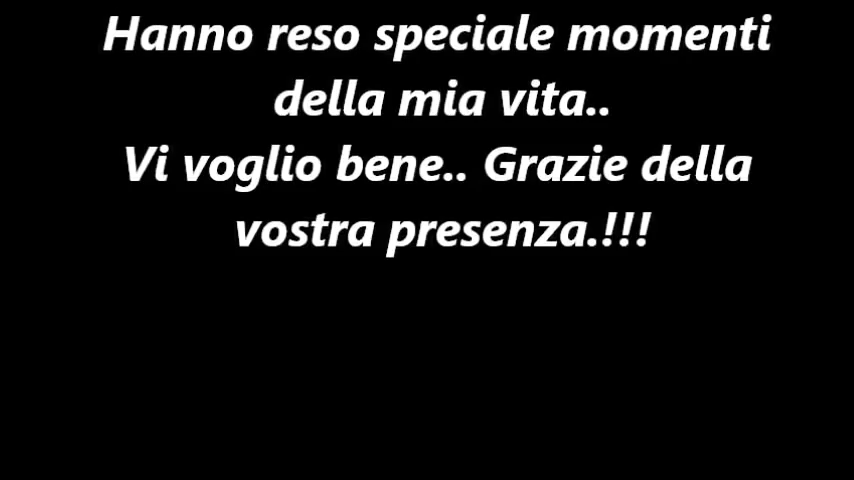 Hanno reso speciale momenti
della mia vita..
Vi voglio bene.. Grazie della
vostra presenza.!!!